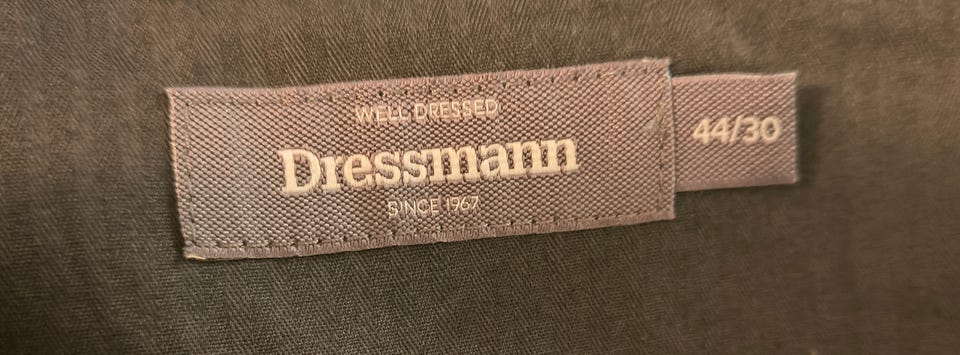 WELL DRESSED
Dressmann
SINCE 1967
44/30